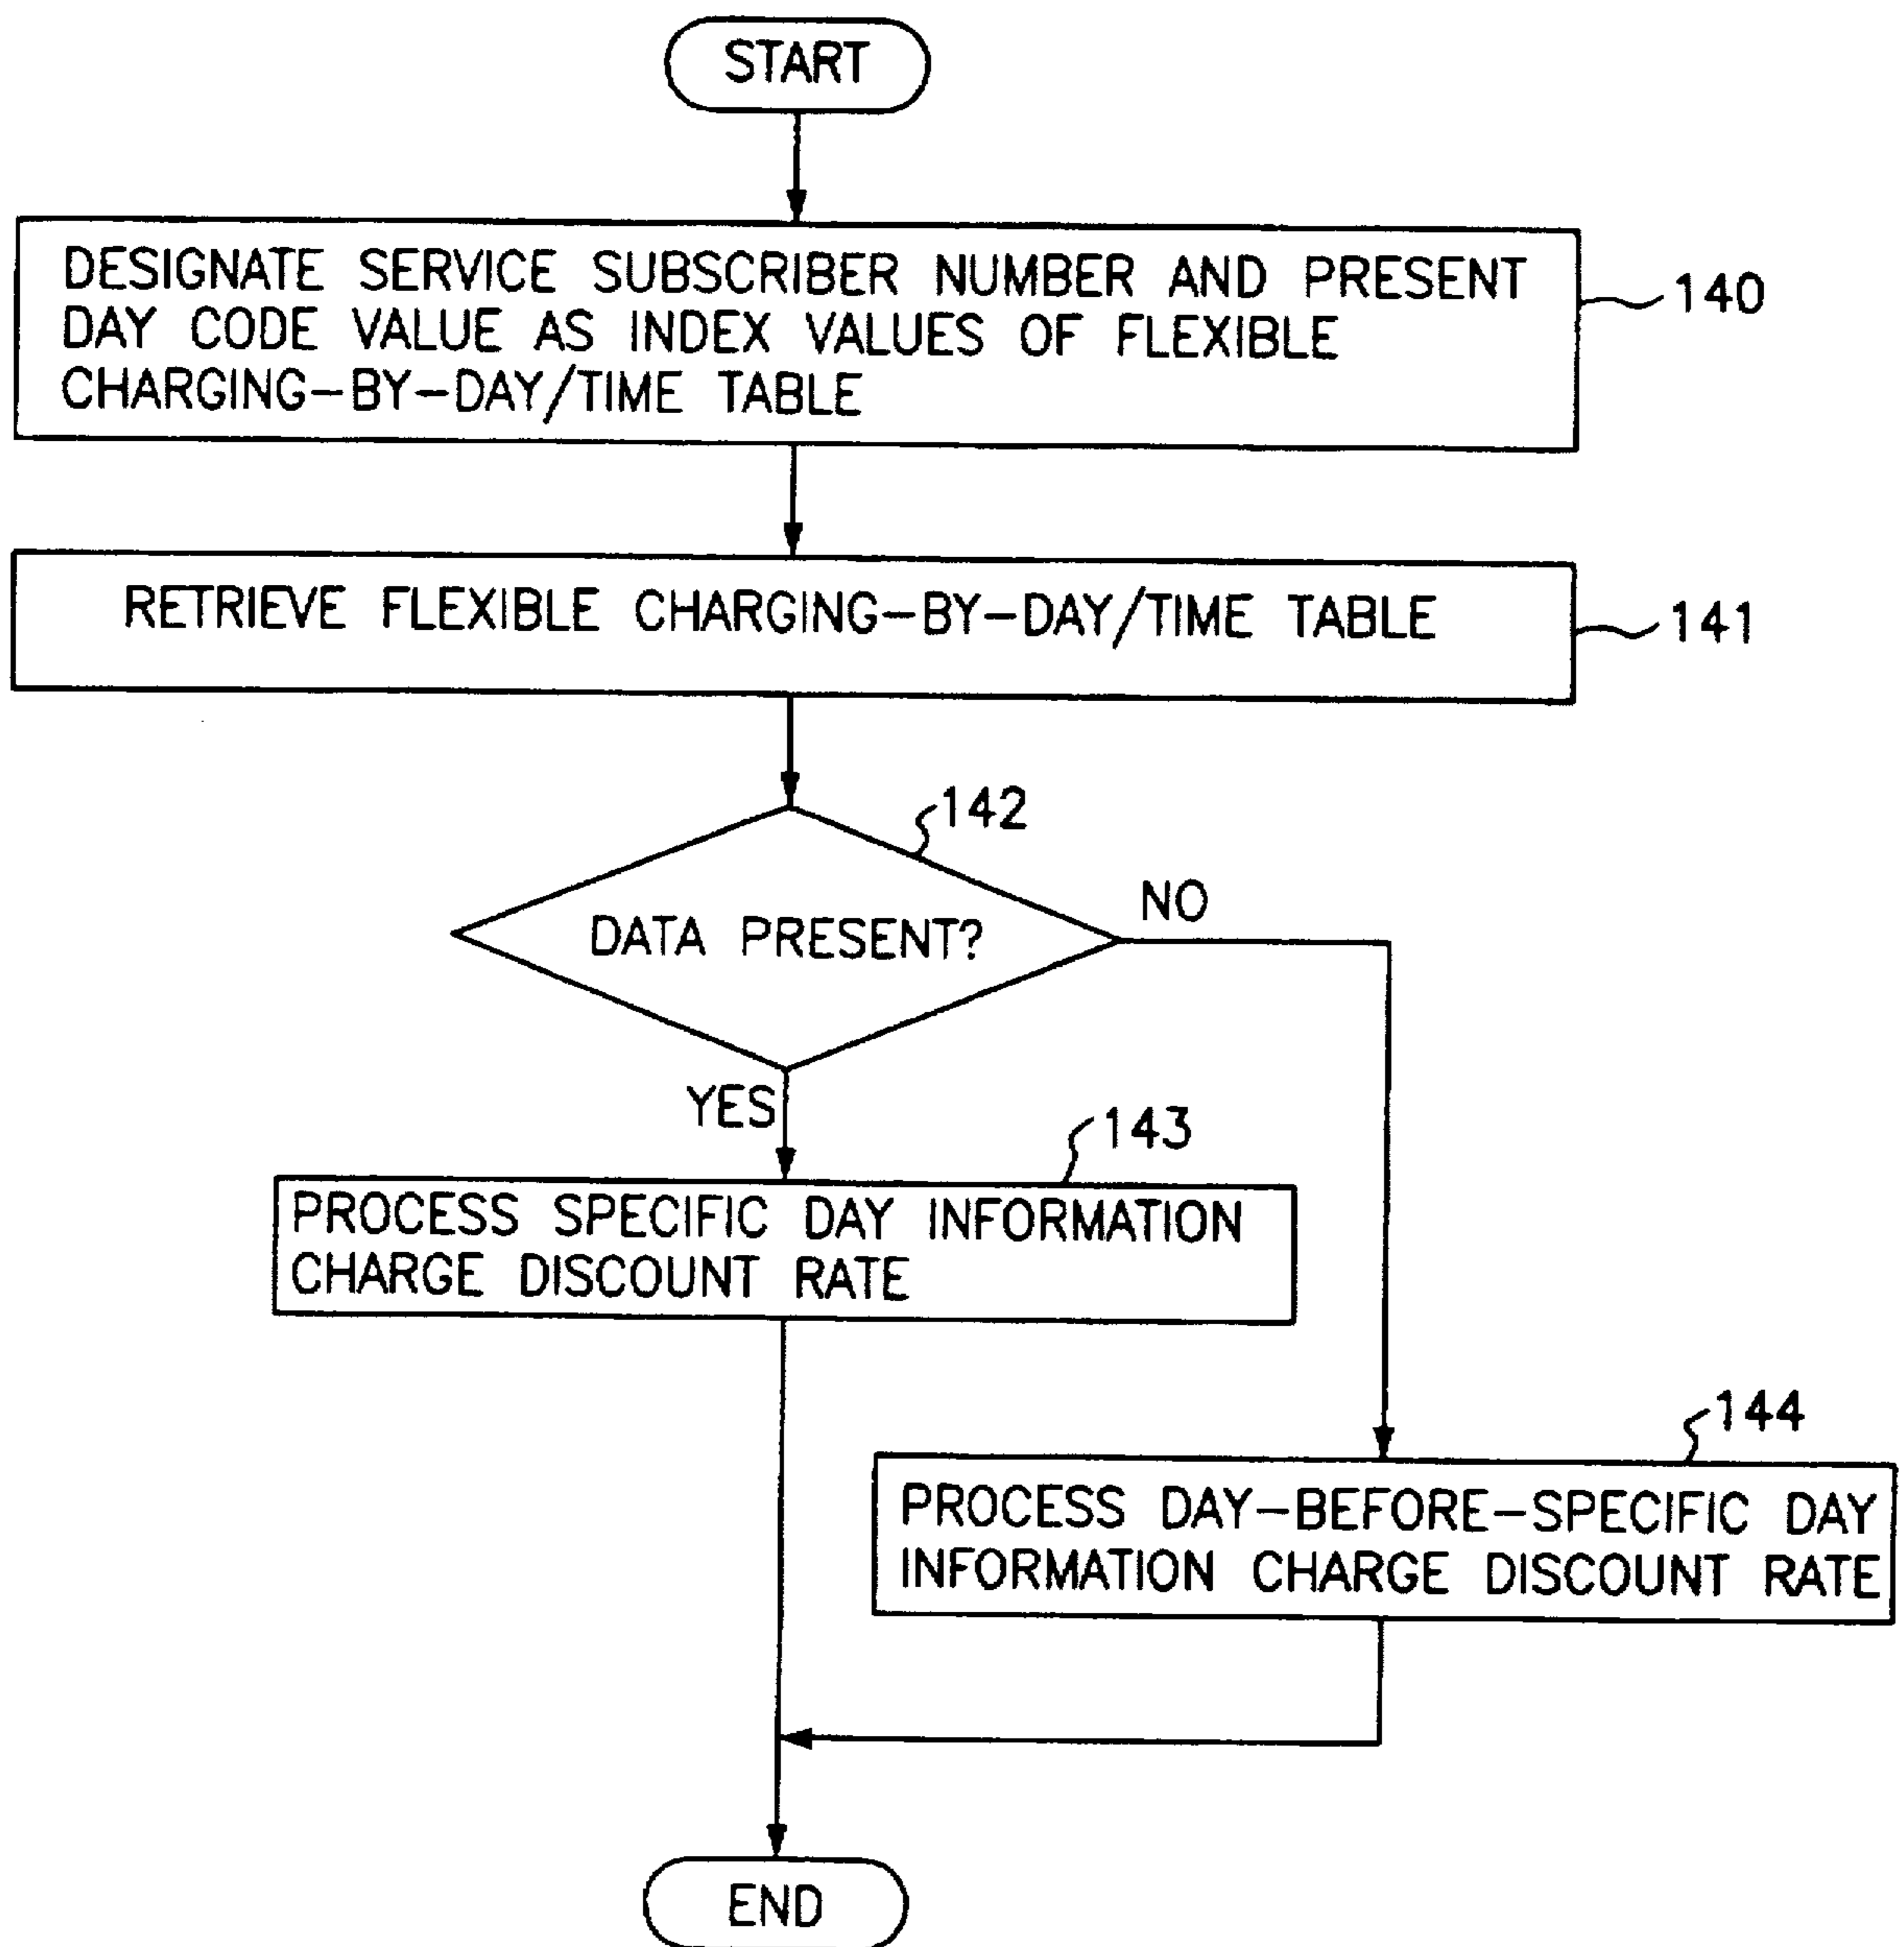 START
DESIGNATE SERVICE SUBSCRIBER NUMBER AND PRESENT
DAY CODE VALUE AS INDEX VALUES OF FLEXIBLE
CHARGING-BY-DAY/TIME TABLE
140
RETRIEVE FLEXIBLE CHARGING-BY-DAY/TIME TABLE
141
142
DATA PRESENT?
NO
YES
143
PROCESS SPECIFIC DAY INFORMATION
CHARGE DISCOUNT RATE
144
PROCESS DAY-BEFORE-SPECIFIC DAY
INFORMATION CHARGE DISCOUNT RATE
END